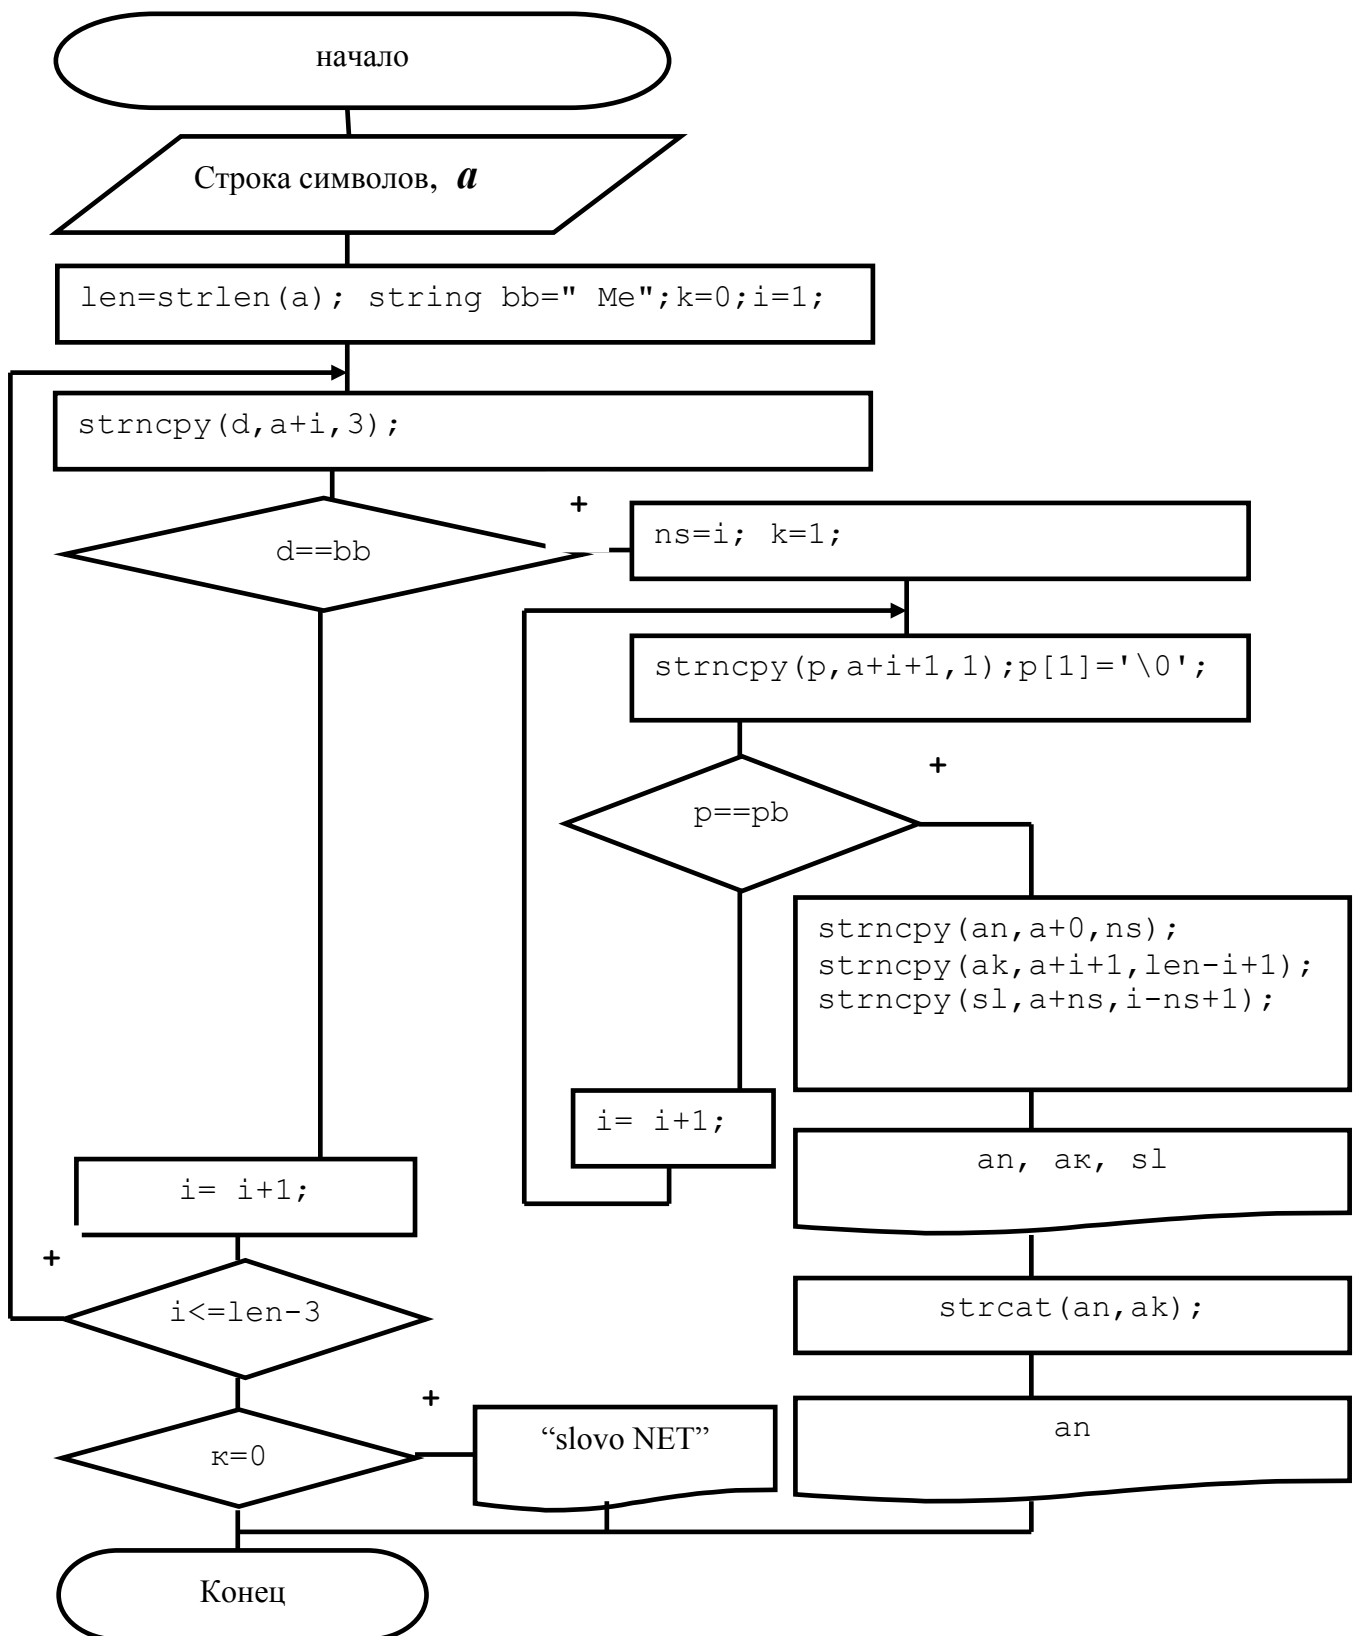 начало
Строка символов, a
len=strlen(a); string bb=" Me";k=0;i=1;
strncpy(d,a+i,3);
+
d==bb
ns=i; k=1;
strncpy(p,a+i+1,1);p[1]='\0';
+
p==pb
strncpy(an,a+0,ns);
strncpy(ak,a+i+1,len-i+1);
strncpy(sl,a+ns,i-ns+1);
i= i+1;
an, aк, sl
i= i+1;
+
i<=len-3
strcat(an,ak);
+
к=0
“slovo NET”
an
Конец